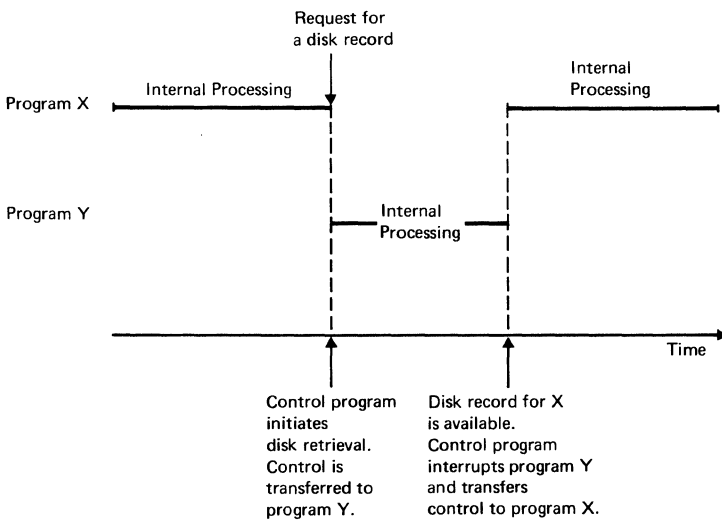 Request for
a disk record
Internal
Processing
Internal Processing
Program X
Program Y
Internal
Processing
Time
Control program
initiates
disk retrieval.
Control is
transferred to
program Y.
Disk record for X
is available.
Control program
interrupts program Y
and transfers
control to program X.